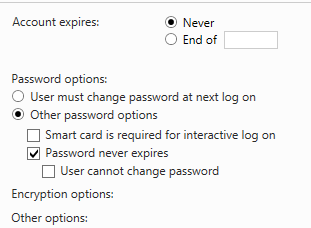 Account expires: Never
End of
Password options:
User must change password at next log on
Other password options
Smart card is required for interactive log on
Password never expires
User cannot change password
Encryption options:
Other options: